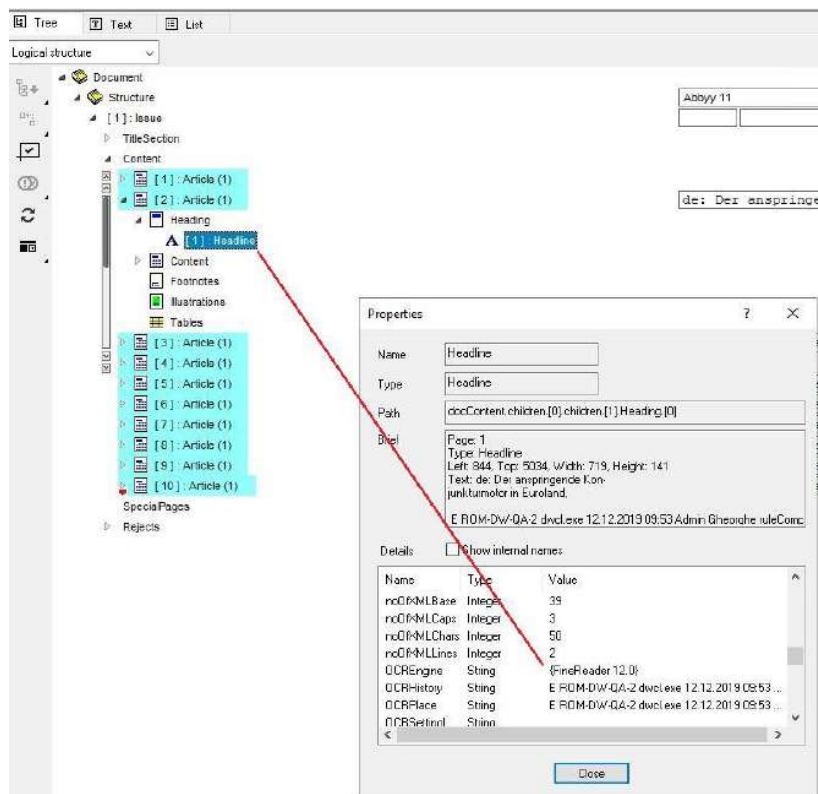 Tree Text List
Logical structure
Document
Structure
[1] : Issue
TitleSection
Content
[1] : Article (1)
[2] : Article (1)
Heading
[1] : Headline
Content
Footnotes
Illustrations
Tables
[3] : Article (1)
[4] : Article (1)
[5] : Article (1)
[6] : Article (1)
[7] : Article (1)
[8] : Article (1)
[9] : Article (1)
[10] : Article (1)
SpecialPages
Rejects
Abbyy 11
de: Der anspringe
Properties ? X
Name Headline
Type Headline
Path docContent.children.[0].children.[1].Heading.[0]
Brief Page: 1
Type: Headline
Left: 844, Top: 5034, Width: 719, Height: 141
Text: de: Der anspringende Kon-
junkturmotor in Euroland,
E ROM-DW-QA-2 dwcl.exe 12.12.2019 09:53 Admin Gheorghe ruleComp
Details Show internal names
Name Type Value
noOfXMLBase Integer 39
noOfXMLCaps Integer 3
noOfXMLChars Integer 50
noOfXMLLines Integer 2
OCREngine String {FineReader 12.0}
OCRHistory String E ROM-DW-QA-2 dwcl.exe 12.12.2019 09:53 ...
OCRPlace String E ROM-DW-QA-2 dwcl.exe 12.12.2019 09:53 ...
OCRSettingI String
Close